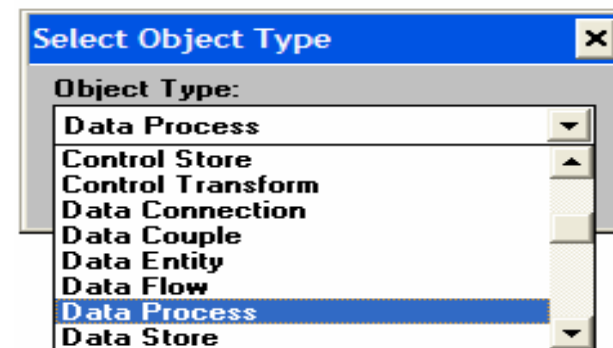 Select Object Type
Object Type:
Data Process
Control Store
Control Transform
Data Connection
Data Couple
Data Entity
Data Flow
Data Process
Data Store